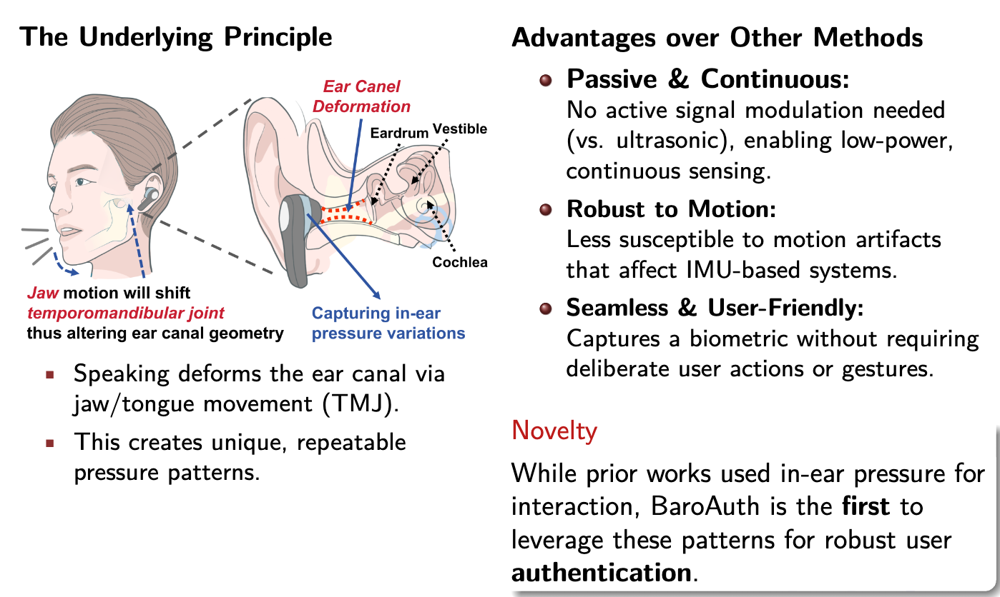 The Underlying Principle
Ear Canel
Deformation
Eardrum
Vestible
Cochlea
Jaw motion will shift
temporomandibular joint
thus altering ear canal geometry
Capturing in-ear
pressure variations
Speaking deforms the ear canal via
jaw/tongue movement (TMJ).
This creates unique, repeatable
pressure patterns.
Advantages over Other Methods
Passive & Continuous:
No active signal modulation needed
(vs. ultrasonic), enabling low-power,
continuous sensing.
Robust to Motion:
Less susceptible to motion artifacts
that affect IMU-based systems.
Seamless & User-Friendly:
Captures a biometric without requiring
deliberate user actions or gestures.
Novelty
While prior works used in-ear pressure for
interaction, BaroAuth is the first to
leverage these patterns for robust user
authentication.